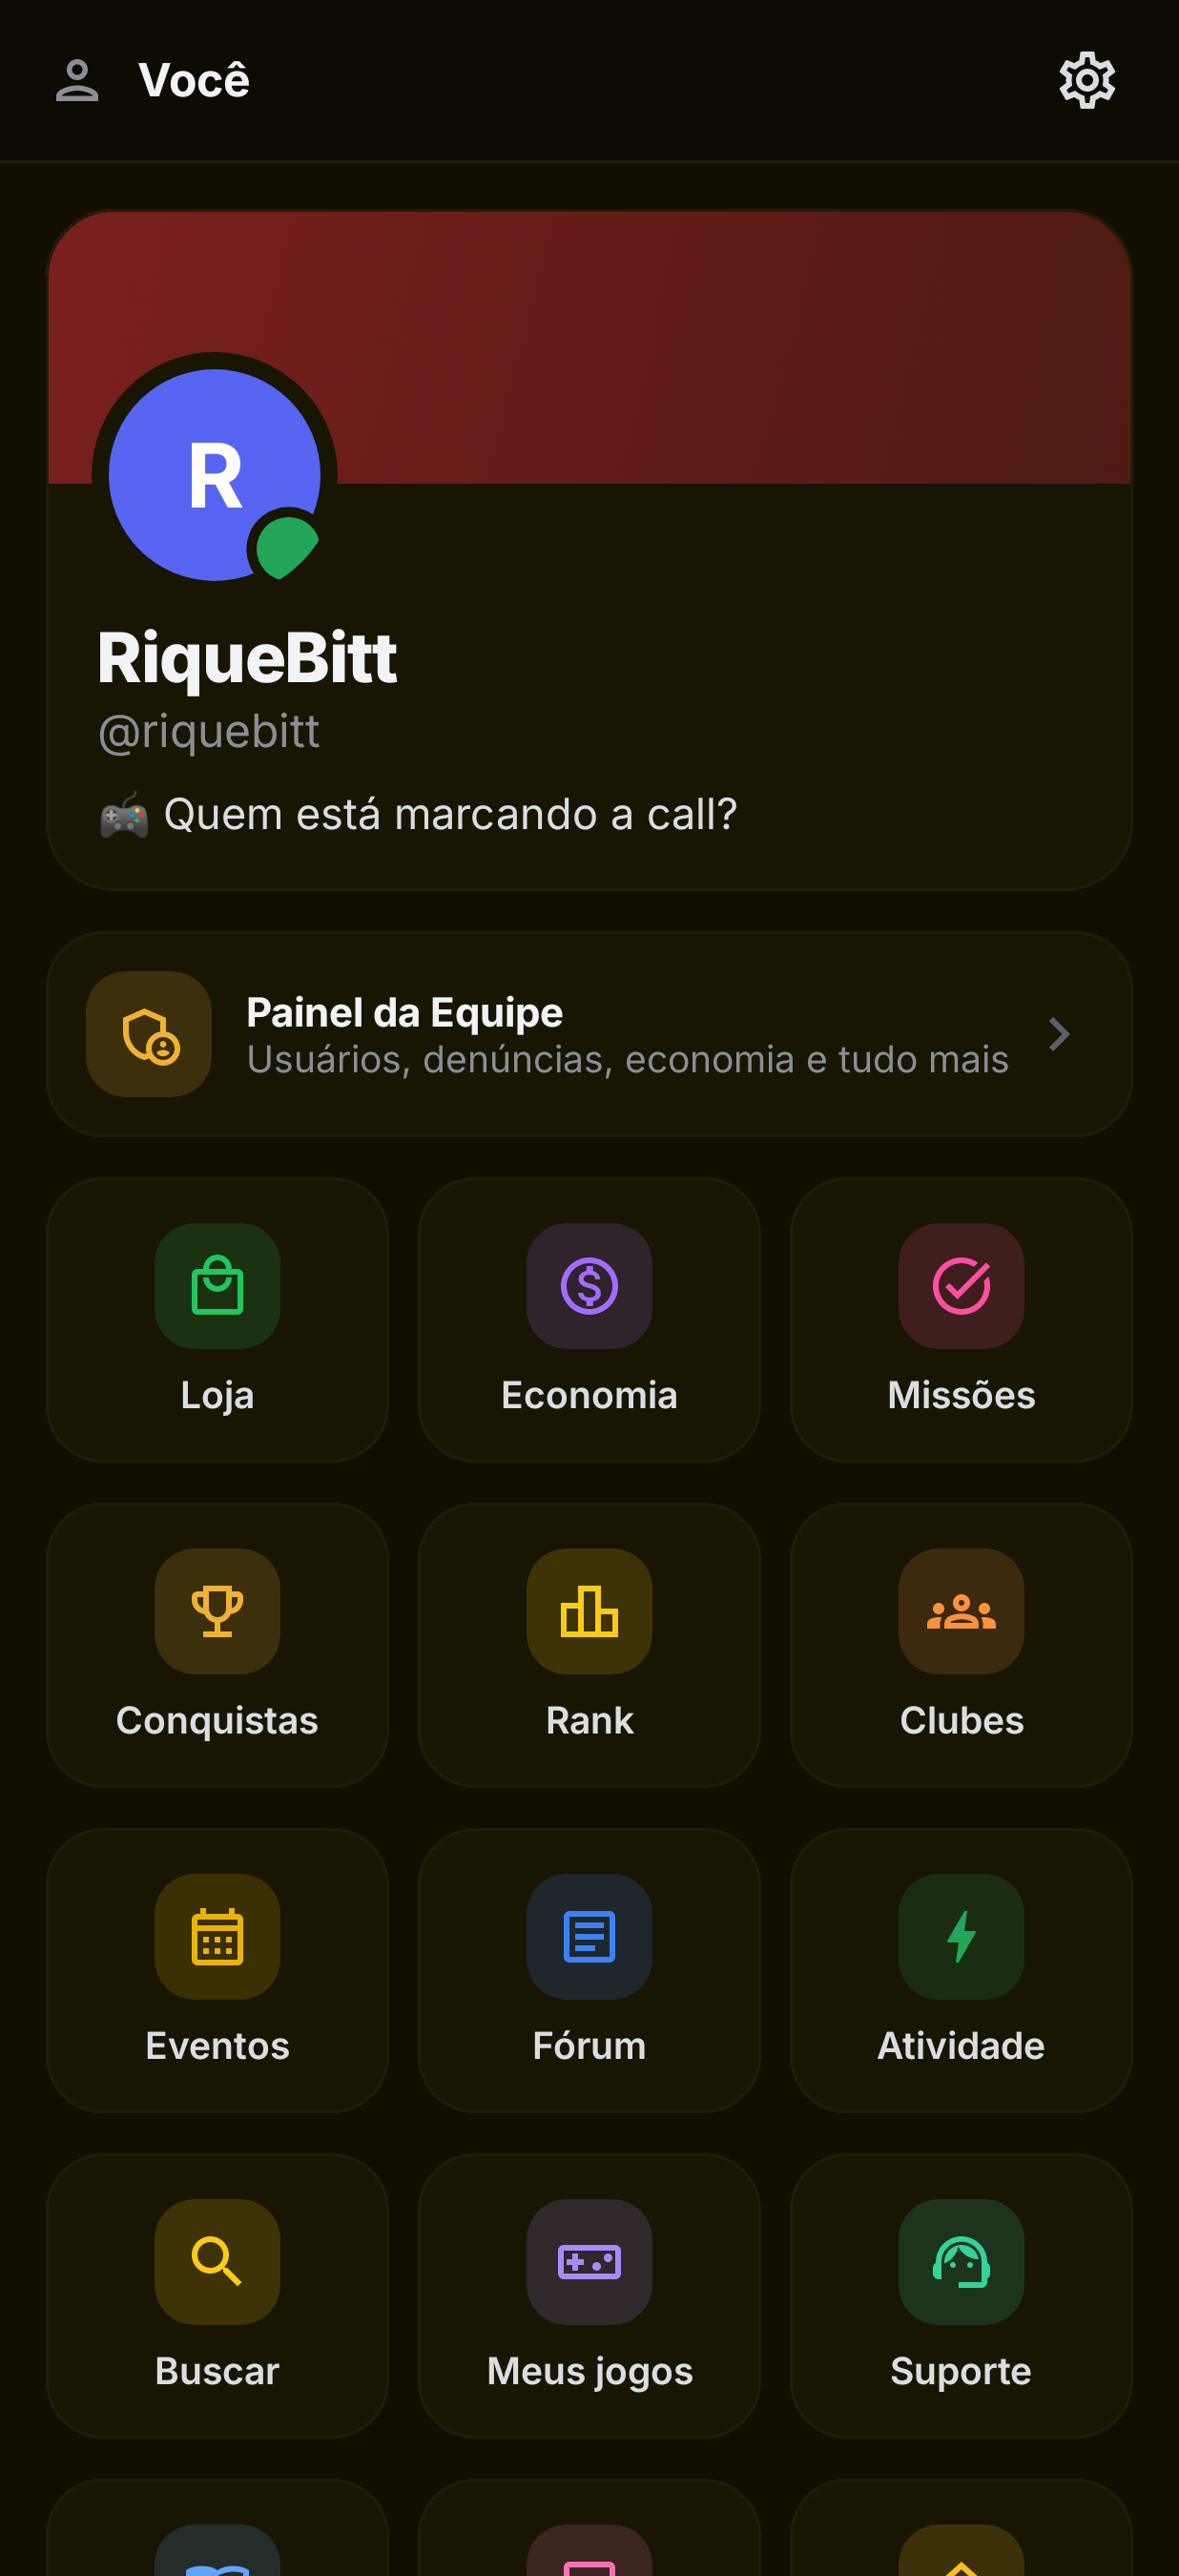 Você
R
RiqueBitt
@riquebitt
🎮 Quem está marcando a call?
Painel da Equipe
Usuários, denúncias, economia e tudo mais
Loja
Economia
Missões
Conquistas
Rank
Clubes
Eventos
Fórum
Atividade
Buscar
Meus jogos
Suporte